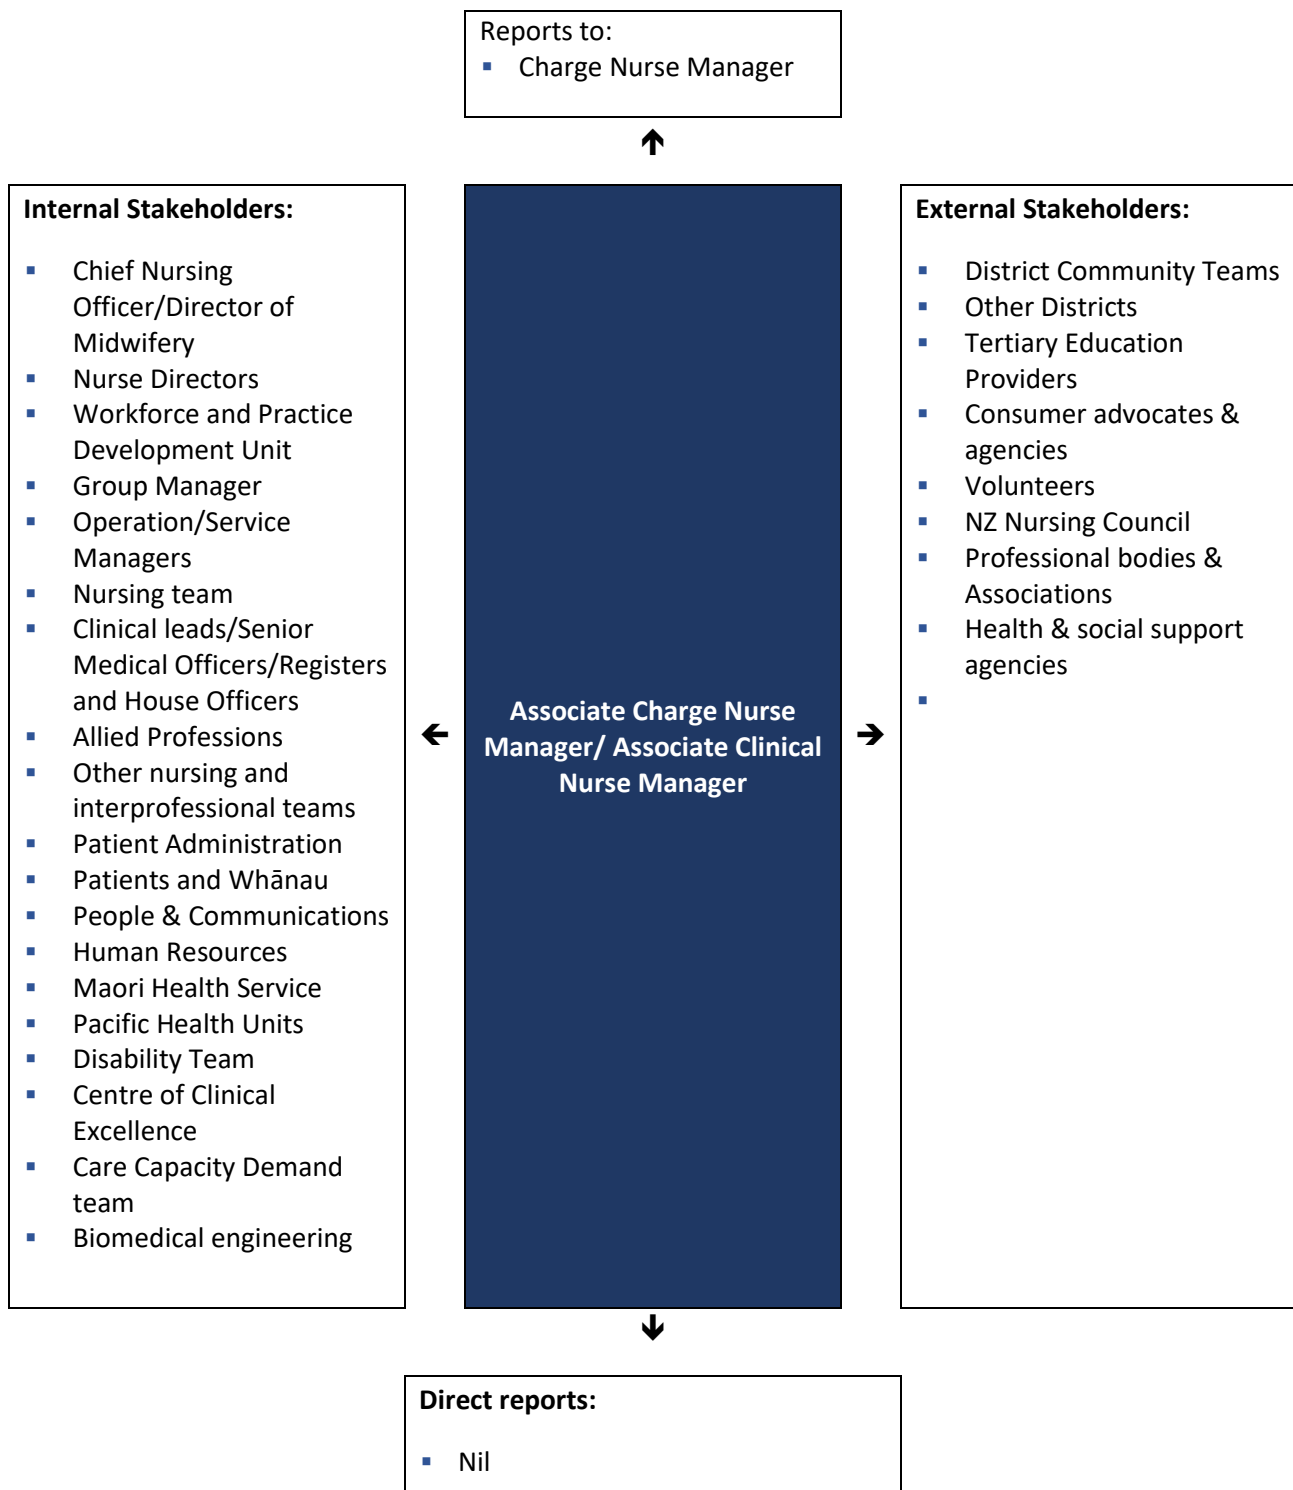 Reports to:
▪ Charge Nurse Manager
Internal Stakeholders:
▪ Chief Nursing
Officer/Director of
Midwifery
▪ Nurse Directors
▪ Workforce and Practice
Development Unit
▪ Group Manager
▪ Operation/Service
Managers
▪ Nursing team
▪ Clinical leads/Senior
Medical Officers/Registers
and House Officers
▪ Allied Professions
▪ Other nursing and
interprofessional teams
▪ Patient Administration
▪ Patients and Whānau
▪ People & Communications
▪ Human Resources
▪ Maori Health Service
▪ Pacific Health Units
▪ Disability Team
▪ Centre of Clinical
Excellence
▪ Care Capacity Demand
team
▪ Biomedical engineering
Associate Charge Nurse
Manager/ Associate Clinical
Nurse Manager
External Stakeholders:
▪ District Community Teams
▪ Other Districts
▪ Tertiary Education
Providers
▪ Consumer advocates &
agencies
▪ Volunteers
▪ NZ Nursing Council
▪ Professional bodies &
Associations
▪ Health & social support
agencies
▪
Direct reports:
▪ Nil